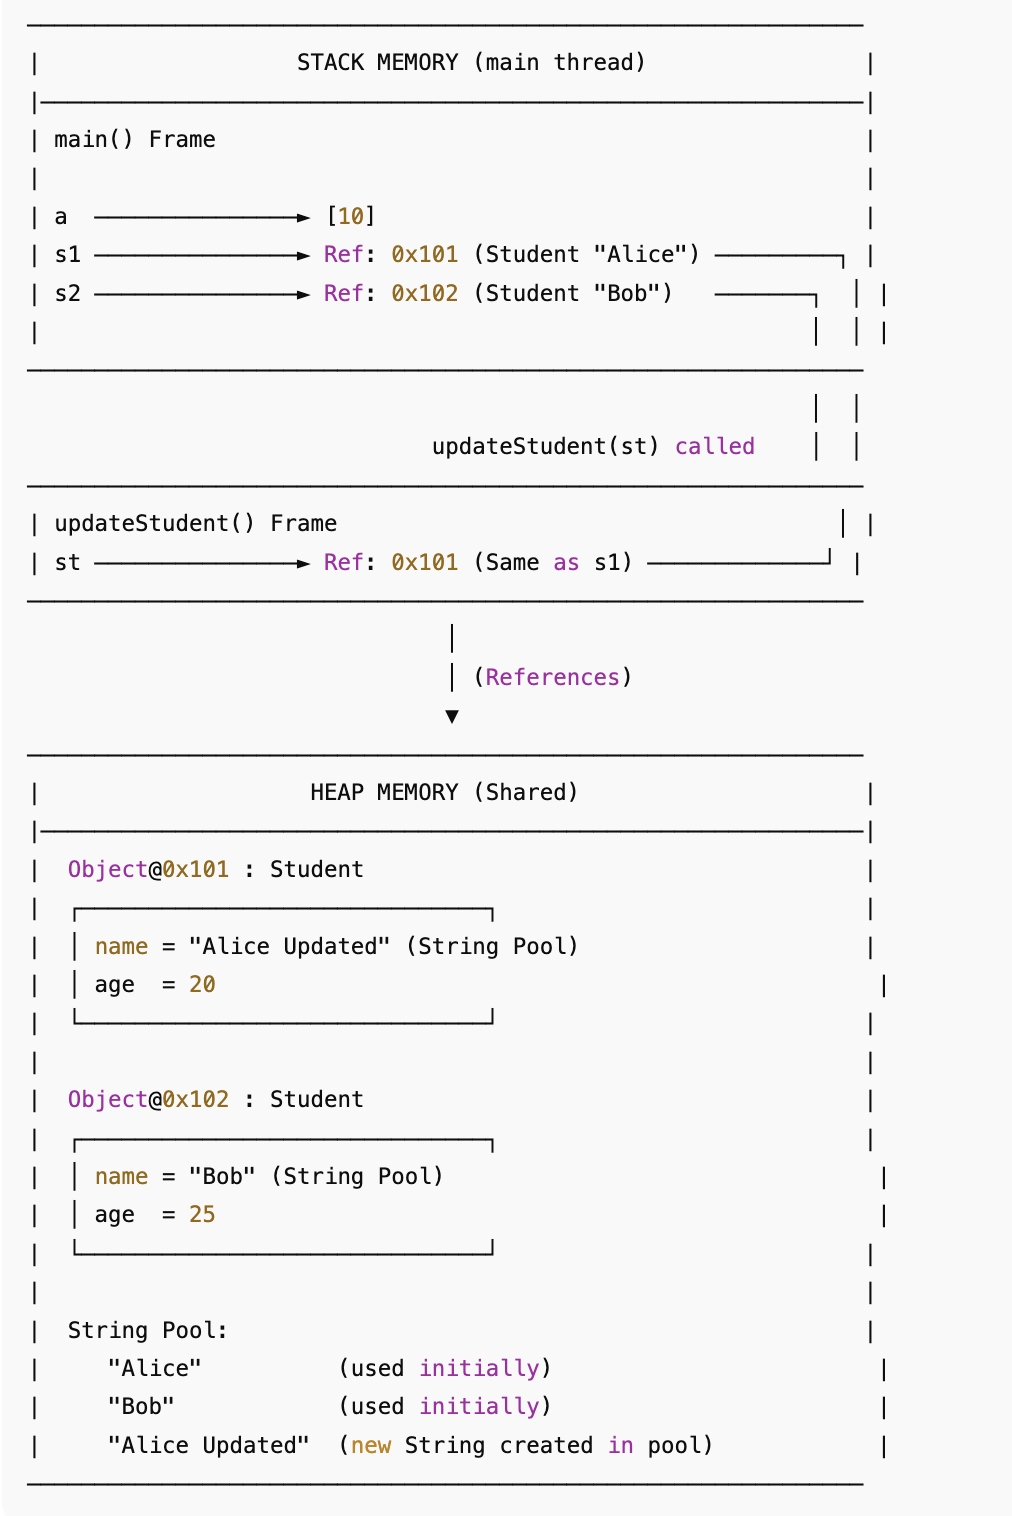 STACK MEMORY (main thread)
main() Frame
a ───────────────► [10]
s1 ───────────────► Ref: 0x101 (Student "Alice") ─────────┐
s2 ───────────────► Ref: 0x102 (Student "Bob") ───────┐
updateStudent(st) called
updateStudent() Frame
st ───────────────► Ref: 0x101 (Same as s1) ─────────────┘
(References)
▼
HEAP MEMORY (Shared)
Object@0x101 : Student
name = "Alice Updated" (String Pool)
age = 20
Object@0x102 : Student
name = "Bob" (String Pool)
age = 25
String Pool:
"Alice" (used initially)
"Bob" (used initially)
"Alice Updated" (new String created in pool)